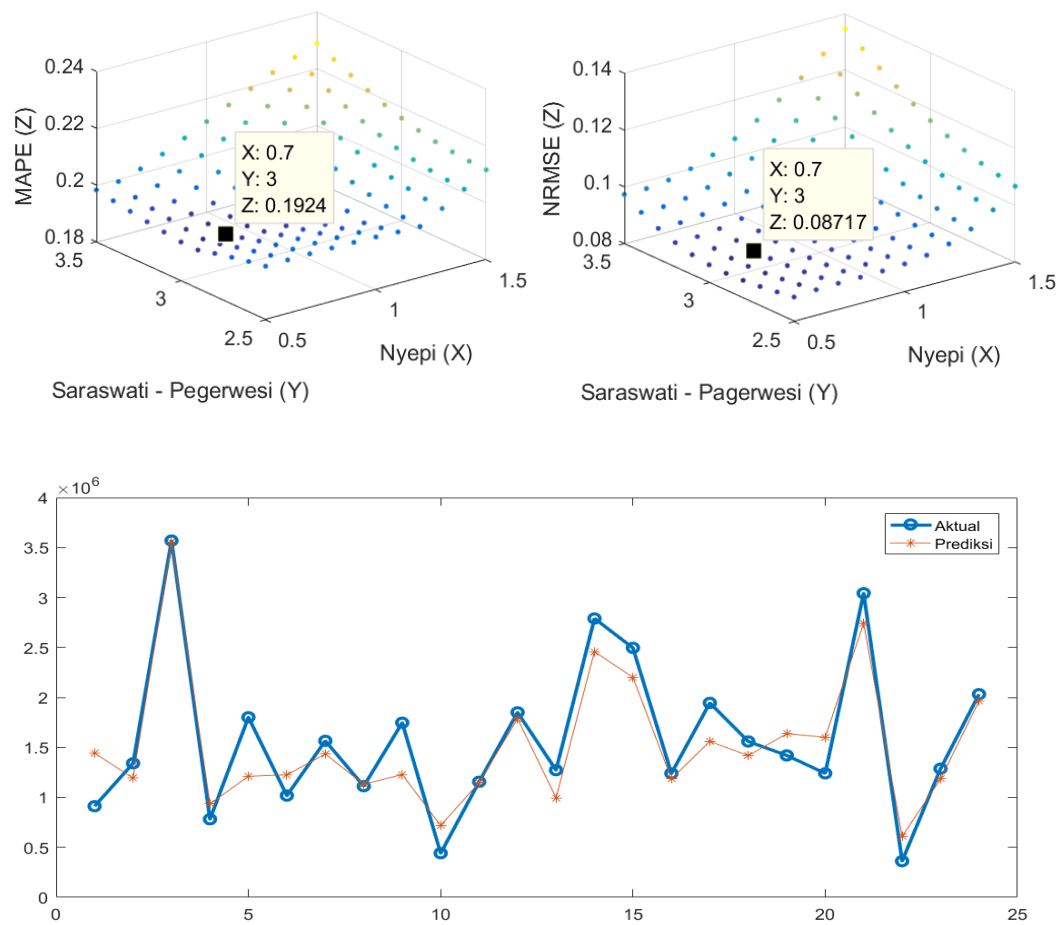 MAPE (Z)
0.24
0.22
0.2
0.18
3.5
3
2.5
0.5
1
1.5
X: 0.7
Y: 3
Z: 0.1924
Nyepi (X)
Saraswati - Pegerwesi (Y)
NRMSE (Z)
0.14
0.12
0.1
0.08
3.5
3
2.5
0.5
1
1.5
X: 0.7
Y: 3
Z: 0.08717
Nyepi (X)
Saraswati - Pagerwesi (Y)
×10⁶
4
3.5
3
2.5
2
1.5
1
0.5
0
0
5
10
15
20
25
Aktual
Prediksi